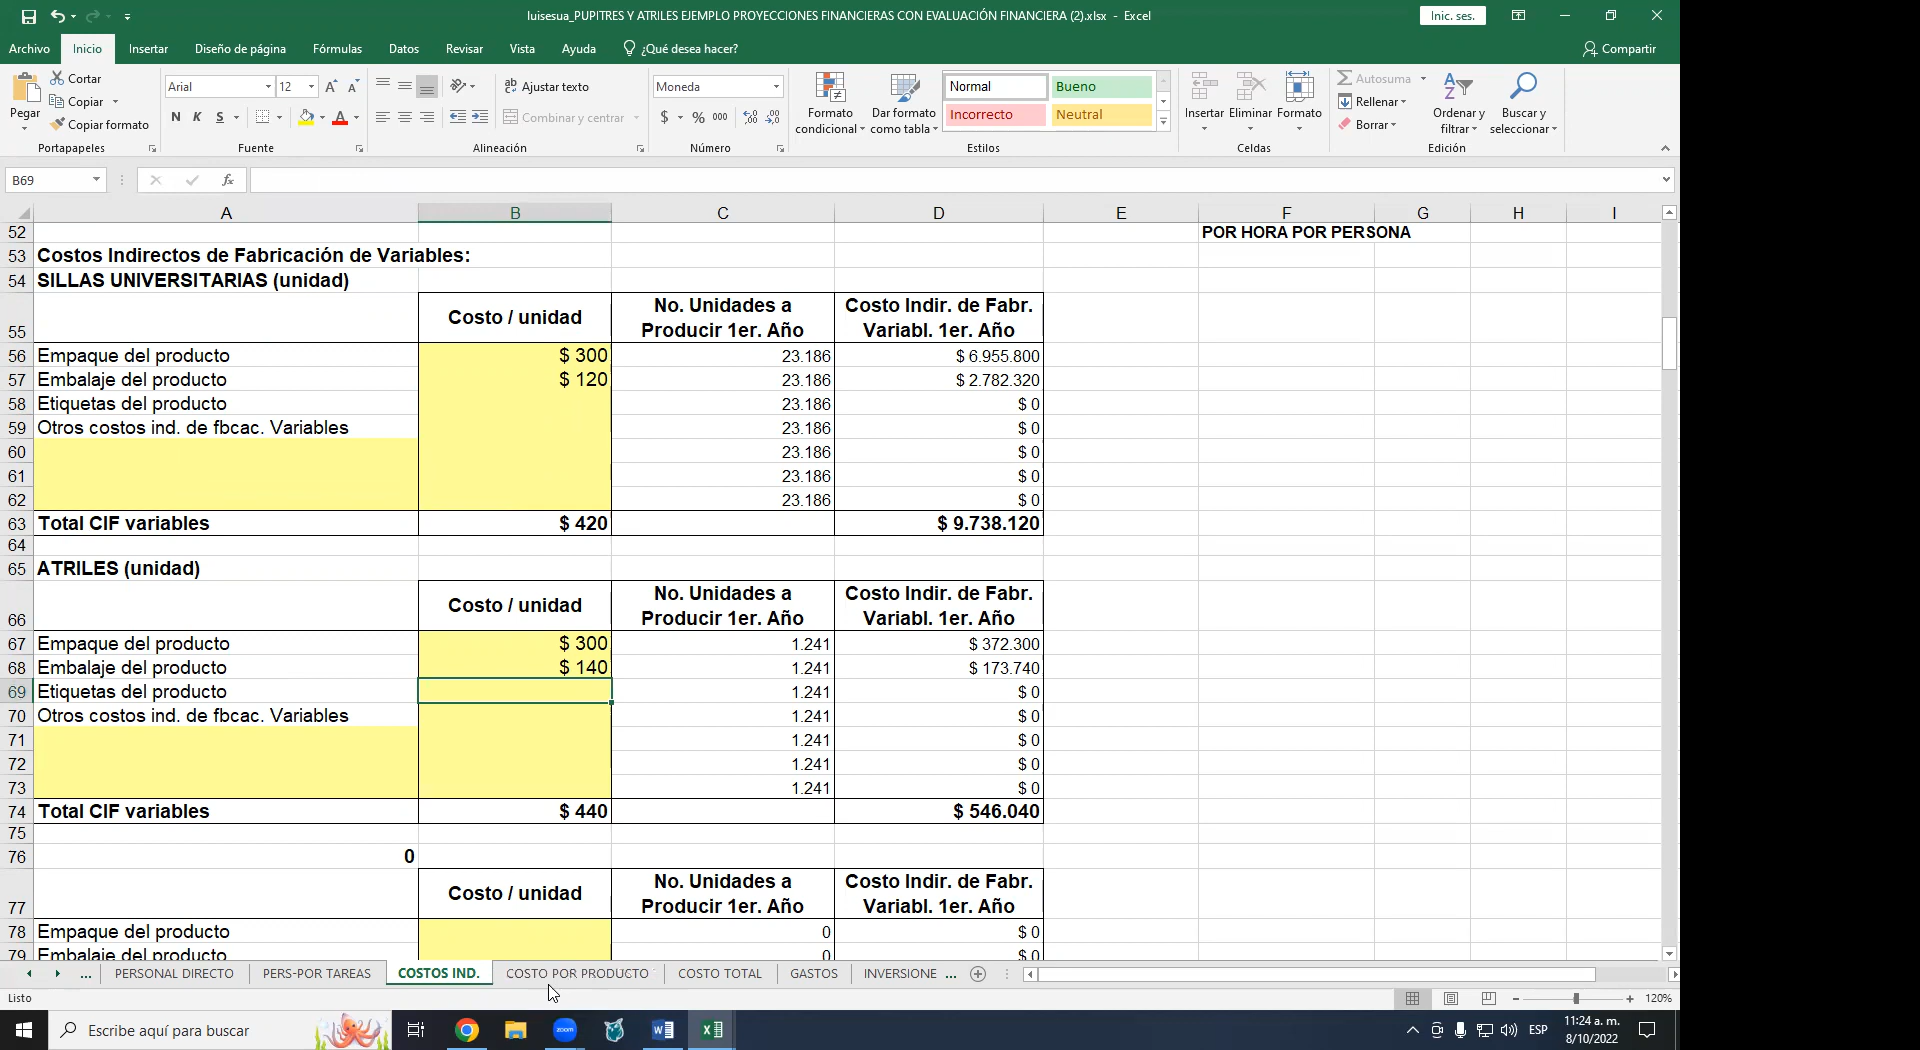 luisesua_PUPITRES Y ATRILES EJEMPLO PROYECCIONES FINANCIERAS CON EVALUACIÓN FINANCIERA (2).xlsx - Excel
Inic. ses.
Archivo Inicio Insertar Diseño de página Fórmulas Datos Revisar Vista Ayuda ¿Qué desea hacer? Compartir
Pegar
Cortar
Copiar
Copiar formato
Portapapeles
Arial 12
N K S
Fuente
Ajustar texto
Combinar y centrar
Alineación
Moneda
$ % 000
Número
Formato condicional
Dar formato como tabla
Normal Bueno
Incorrecto Neutral
Estilos
Insertar Eliminar Formato
Celdas
Autosuma
Rellenar
Borrar
Ordenar y filtrar
Buscar y seleccionar
Edición
B69 fx
A B C D E F G H I
52 POR HORA POR PERSONA
53 Costos Indirectos de Fabricación de Variables:
54 SILLAS UNIVERSITARIAS (unidad)
55 Costo / unidad No. Unidades a Producir 1er. Año Costo Indir. de Fabr. Variabl. 1er. Año
56 Empaque del producto $ 300 23.186 $ 6.955.800
57 Embalaje del producto $ 120 23.186 $ 2.782.320
58 Etiquetas del producto 23.186 $ 0
59 Otros costos ind. de fbcac. Variables 23.186 $ 0
60 23.186 $ 0
61 23.186 $ 0
62 23.186 $ 0
63 Total CIF variables $ 420 $ 9.738.120
64
65 ATRILES (unidad)
66 Costo / unidad No. Unidades a Producir 1er. Año Costo Indir. de Fabr. Variabl. 1er. Año
67 Empaque del producto $ 300 1.241 $ 372.300
68 Embalaje del producto $ 140 1.241 $ 173.740
69 Etiquetas del producto 1.241 $ 0
70 Otros costos ind. de fbcac. Variables 1.241 $ 0
71 1.241 $ 0
72 1.241 $ 0
73 1.241 $ 0
74 Total CIF variables $ 440 $ 546.040
75
76 0
77 Costo / unidad No. Unidades a Producir 1er. Año Costo Indir. de Fabr. Variabl. 1er. Año
78 Empaque del producto 0 $ 0
79 Embalaje del producto 0 $ 0
... PERSONAL DIRECTO PERS-POR TAREAS COSTOS IND. COSTO POR PRODUCTO COSTO TOTAL GASTOS INVERSIONE ...
Listo 120%
Escribe aquí para buscar
zoom
ESP
11:24 a. m.
8/10/2022